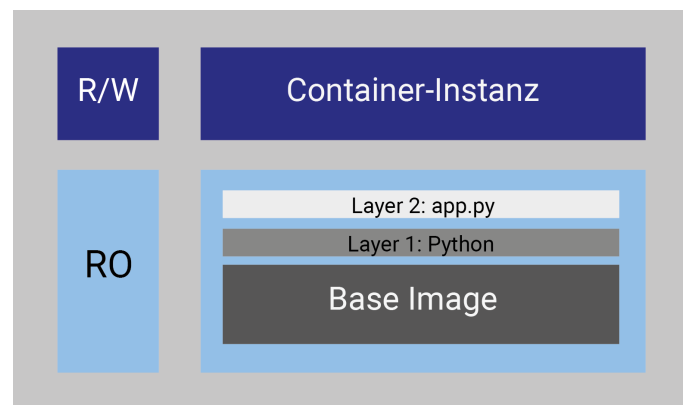 R/W
Container-Instanz
RO
Layer 2: app.py
Layer 1: Python
Base Image